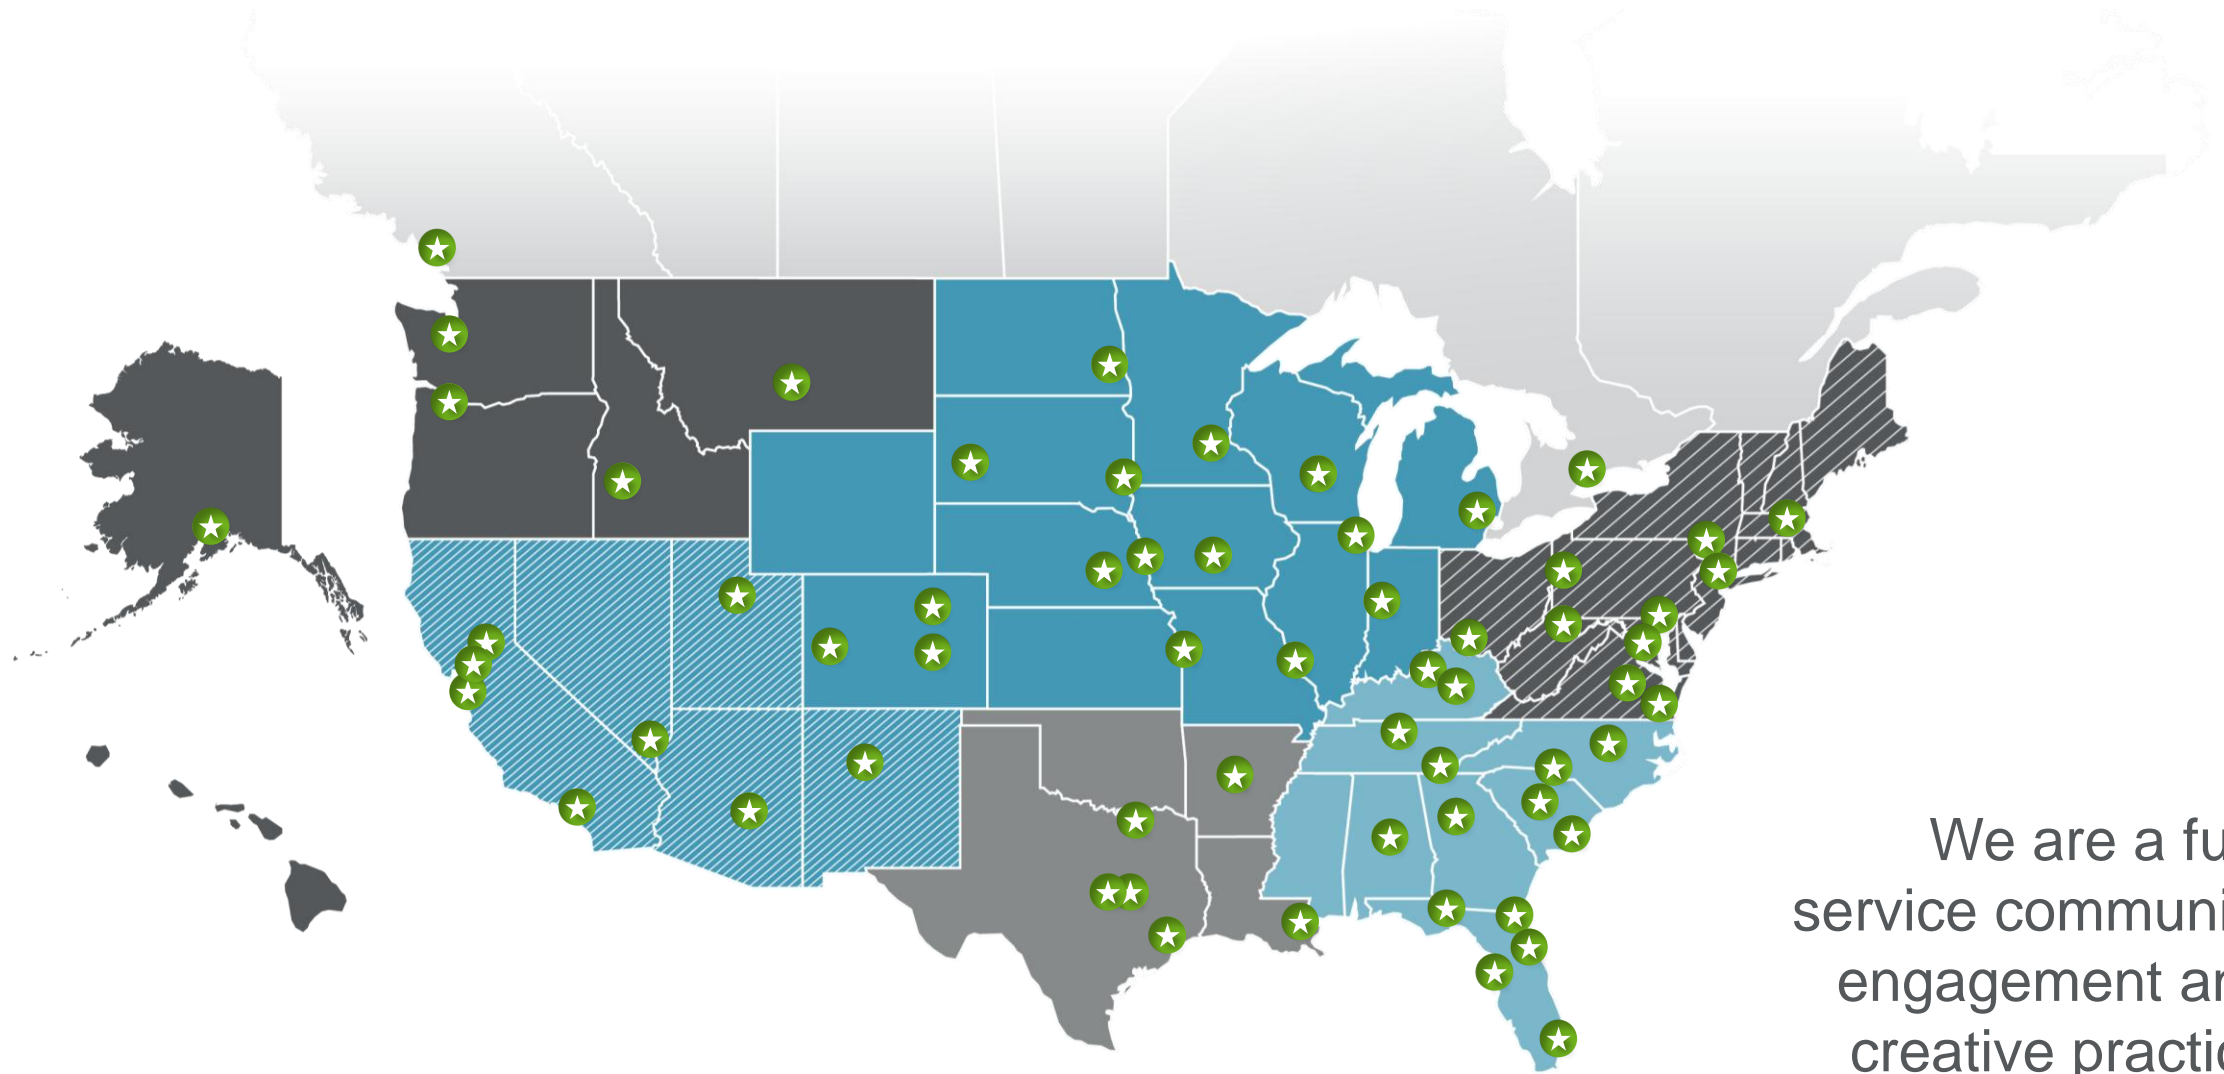 We are a fu
service communi
engagement ar
creative practic